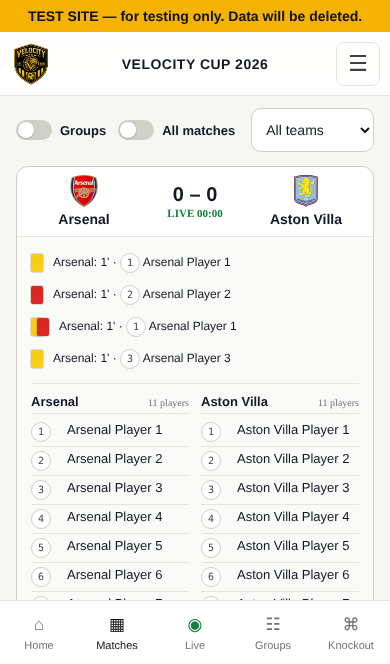 TEST SITE — for testing only. Data will be deleted.
VELOCITY
VELOCITY CUP 2026
☰
Groups
All matches
All teams
Arsenal
0 – 0
LIVE 00:00
Arsenal
Aston Villa
Arsenal: 1' · 1 Arsenal Player 1
Arsenal: 1' · 2 Arsenal Player 2
Arsenal: 1' · 1 Arsenal Player 1
Arsenal: 1' · 3 Arsenal Player 3
Arsenal 11 players
Aston Villa 11 players
1 Arsenal Player 1
1 Aston Villa Player 1
2 Arsenal Player 2
2 Aston Villa Player 2
3 Arsenal Player 3
3 Aston Villa Player 3
4 Arsenal Player 4
4 Aston Villa Player 4
5 Arsenal Player 5
5 Aston Villa Player 5
6 Arsenal Player 6
6 Aston Villa Player 6
Home
Matches
Live
Groups
Knockout